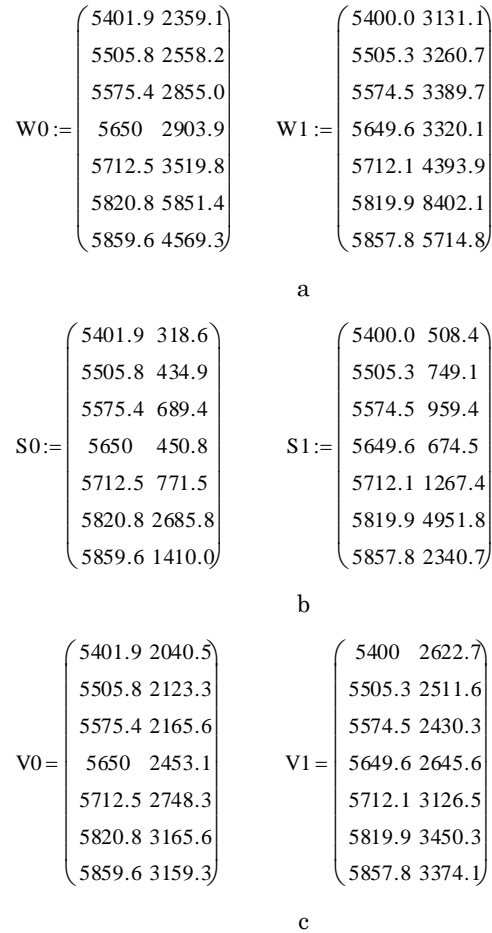 5401.9 2359.1 5400.0 3131.1
5505.8 2558.2 5505.3 3260.7
5575.4 2855.0 5574.5 3389.7
W0 := 5650 2903.9 W1 := 5649.6 3320.1
5712.5 3519.8 5712.1 4393.9
5820.8 5851.4 5819.9 8402.1
5859.6 4569.3 5857.8 5714.8
a
5401.9 318.6 5400.0 508.4
5505.8 434.9 5505.3 749.1
5575.4 689.4 5574.5 959.4
S0 := 5650 450.8 S1 := 5649.6 674.5
5712.5 771.5 5712.1 1267.4
5820.8 2685.8 5819.9 4951.8
5859.6 1410.0 5857.8 2340.7
b
5401.9 2040.5 5400 2622.7
5505.8 2123.3 5505.3 2511.6
5575.4 2165.6 5574.5 2430.3
V0 = 5650 2453.1 V1 = 5649.6 2645.6
5712.5 2748.3 5712.1 3126.5
5820.8 3165.6 5819.9 3450.3
5859.6 3159.3 5857.8 3374.1
c